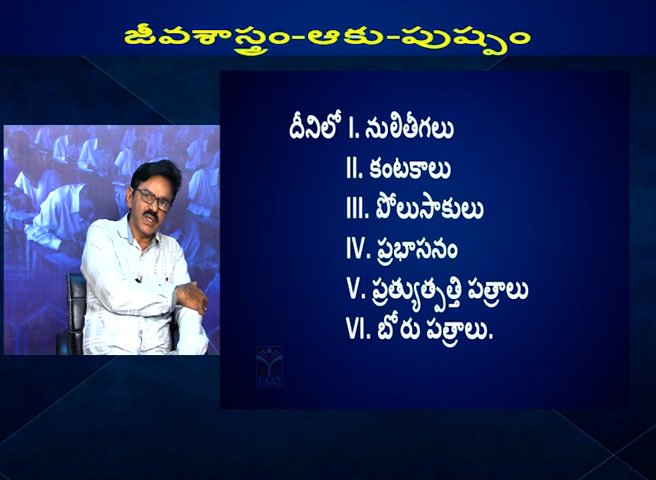 జీవశాస్త్రం-ఆకు-పుష్పం
దీనిలో I. నులితీగలు
II. కంటకాలు
III. పోలుసాకులు
IV. ప్రభాసనం
V. ప్రత్యుత్పత్తి పత్రాలు
VI. బోరు పత్రాలు.
T-SAT